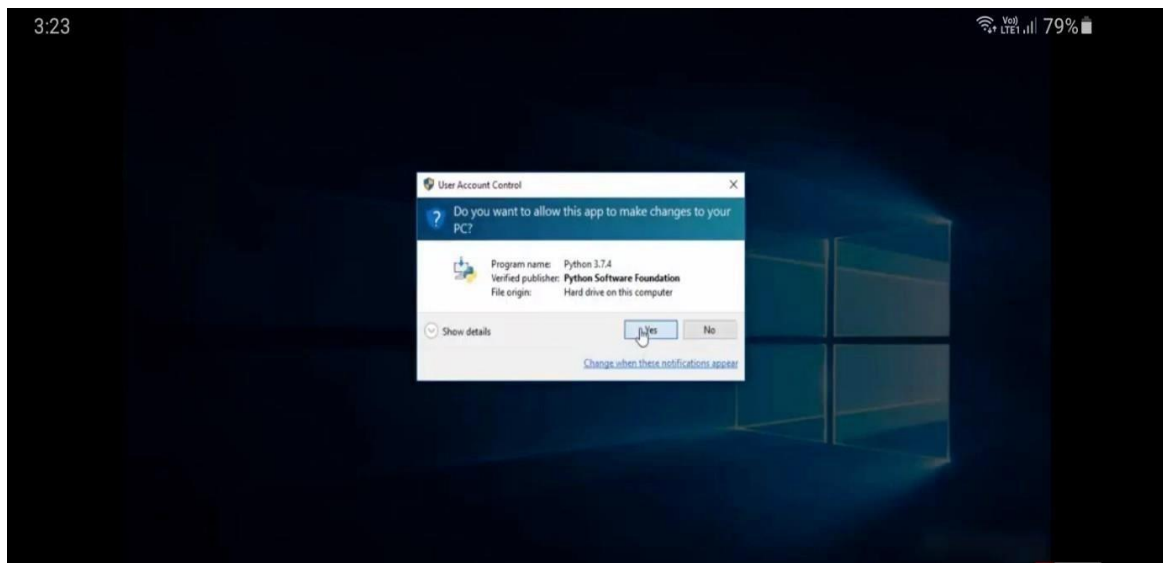 3:23
Vo))
LTE1 79%
User Account Control
Do you want to allow this app to make changes to your
PC?
Program name: Python 3.7.4
Verified publisher: Python Software Foundation
File origin: Hard drive on this computer
Show details
Yes No
Change when these notifications appear